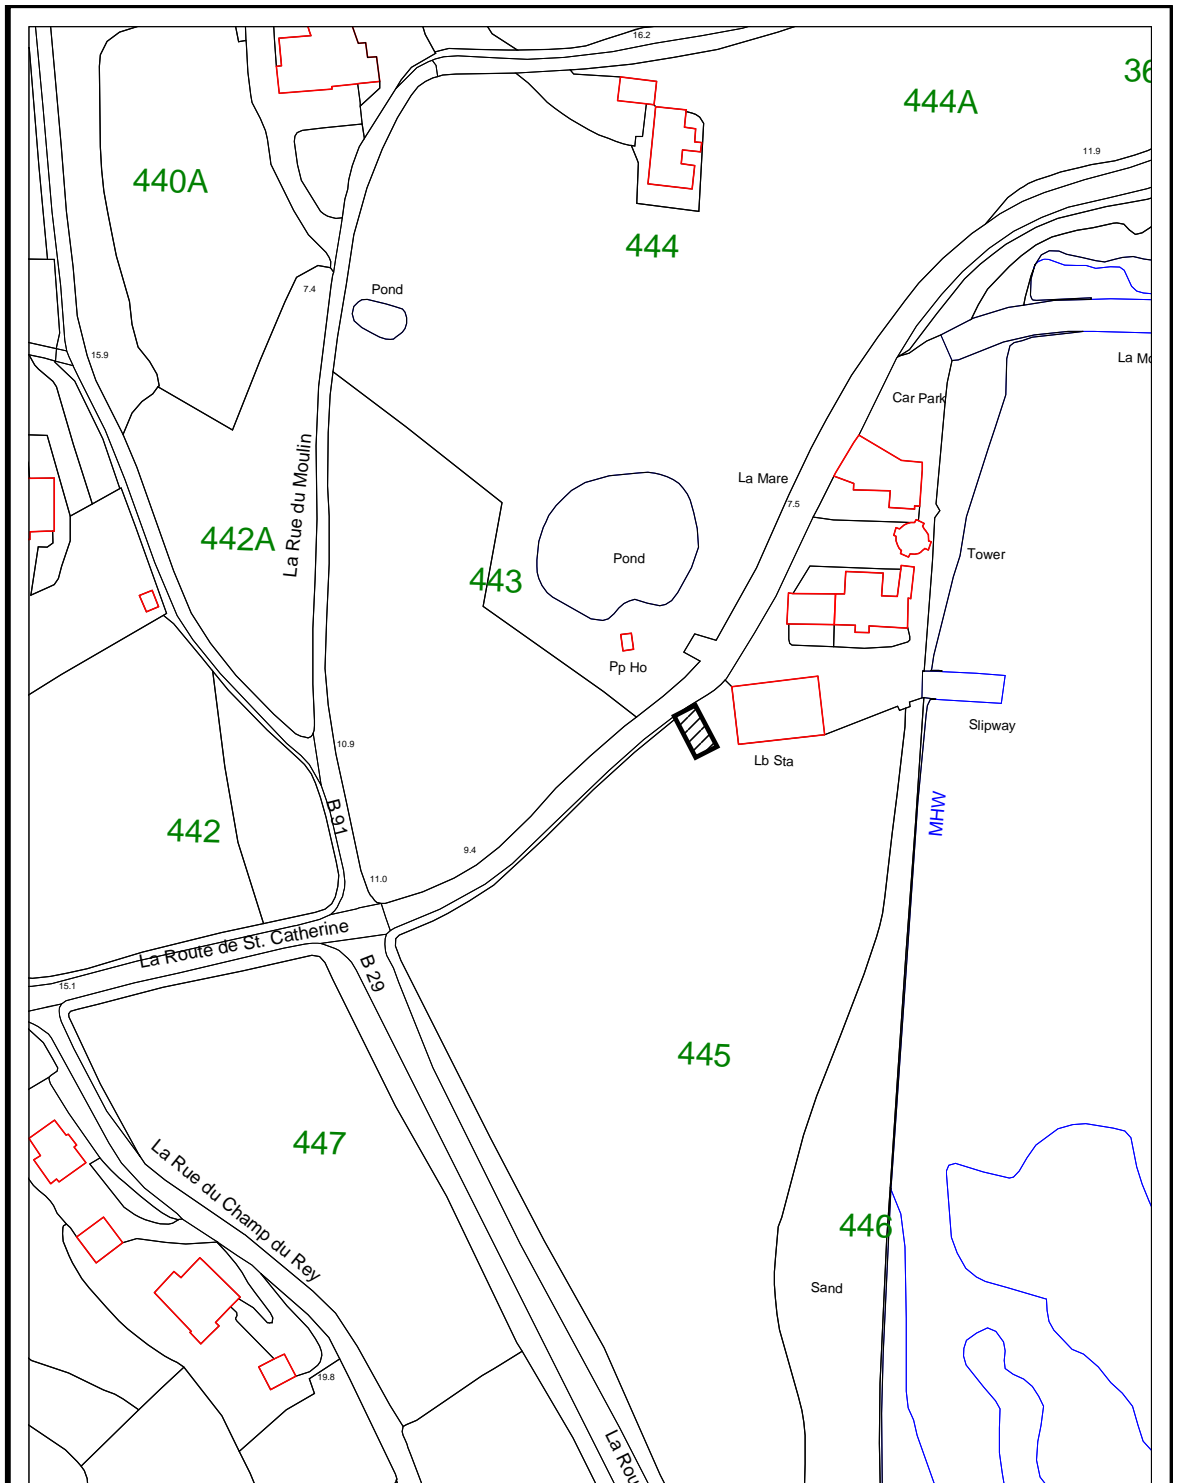 16.2
36
444A
11.9
440A
444
7.4
Pond
15.9
La
Car Park
La Rue du Moulin
La Mare
7.5
442A
Pond
Tower
443
Pp Ho
Slipway
10.9
Lb Sta
B 91
MHW
442
9.4
11.0
La Route de St. Catherine
B 29
15.1
445
447
La Rue du Champ du Rey
446
Sand
19.8
La